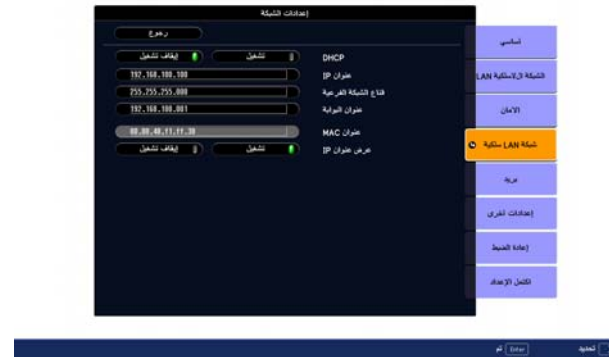 إعدادات الشبكة
رجوع
أساسي
الشبكة اللاسلكية LAN
الأمان
شبكة LAN سلكية
بريد
إعدادات أخرى
إعادة الضبط
اكتمل الإعداد
DHCP تشغيل إيقاف تشغيل
عنوان IP 192.168.100.100
قناع الشبكة الفرعية 255.255.255.000
عنوان البوابة 192.168.100.001
عنوان MAC
عرض عنوان IP تشغيل إيقاف تشغيل
تحديد [Enter] تم